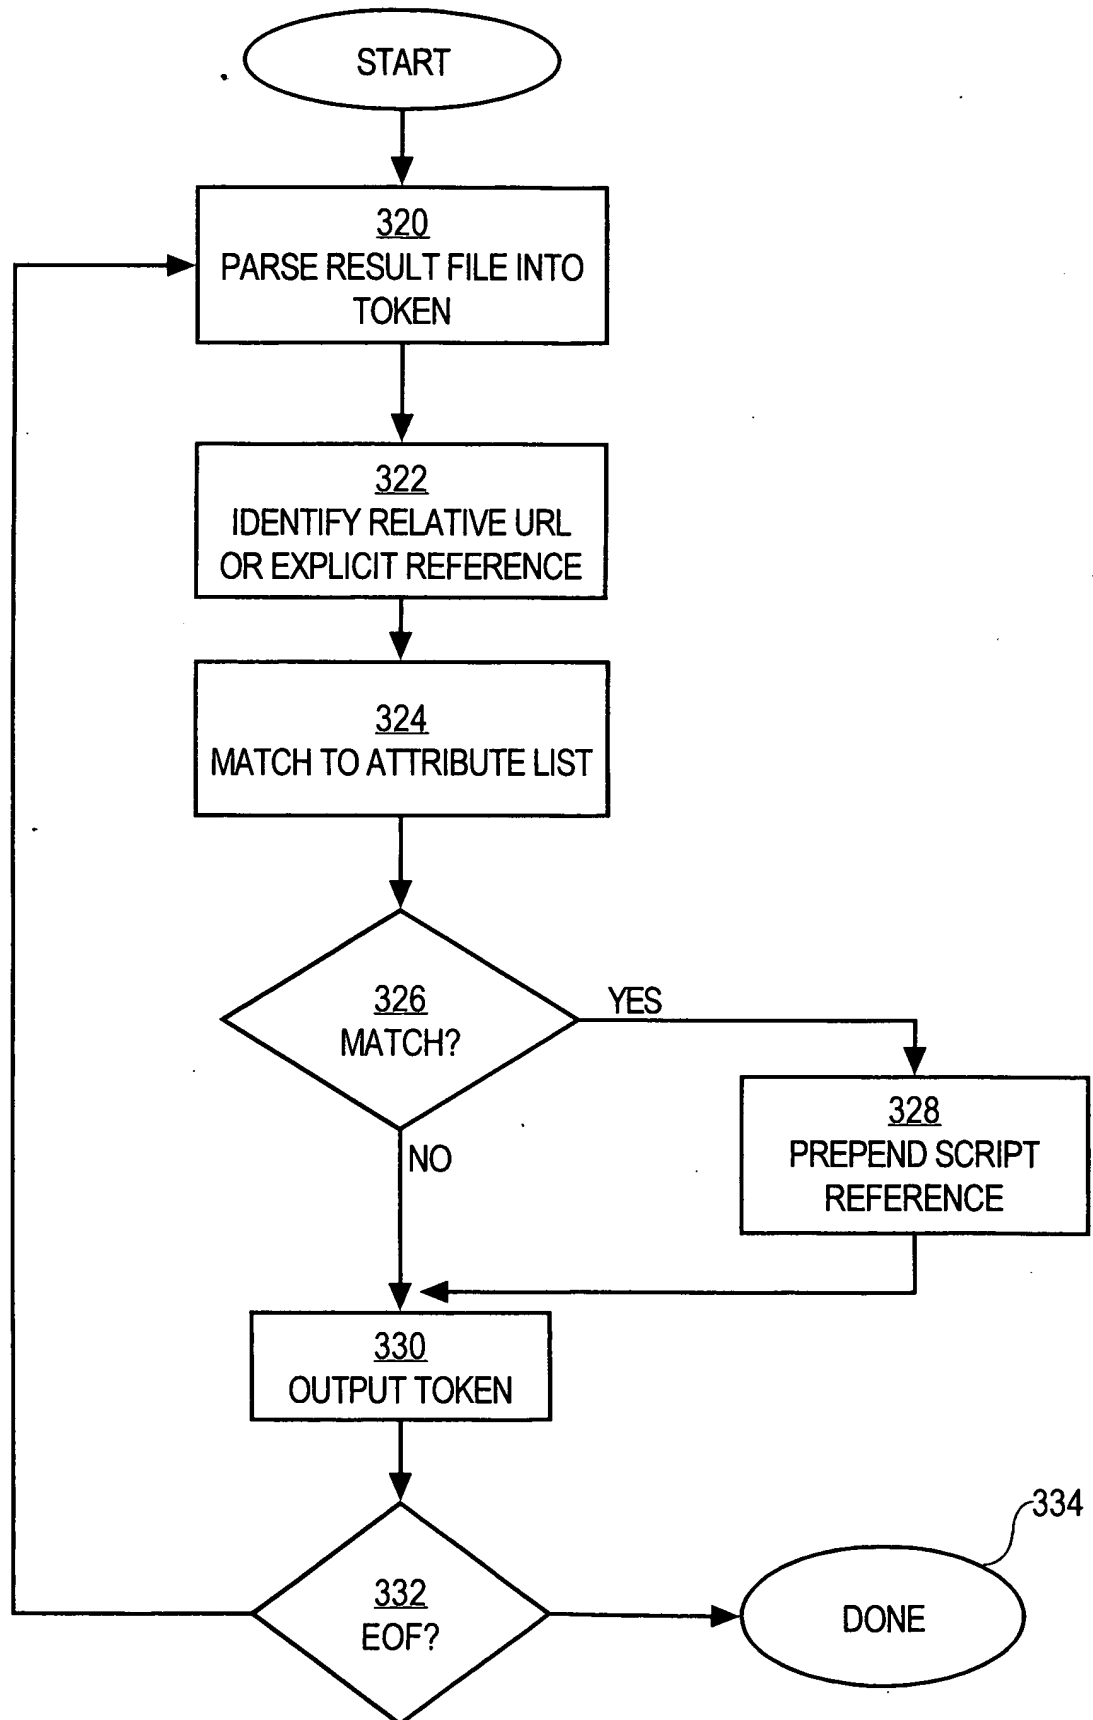 START
320
PARSE RESULT FILE INTO
TOKEN
322
IDENTIFY RELATIVE URL
OR EXPLICIT REFERENCE
324
MATCH TO ATTRIBUTE LIST
326
MATCH?
YES
NO
328
PREPEND SCRIPT
REFERENCE
330
OUTPUT TOKEN
332
EOF?
334
DONE